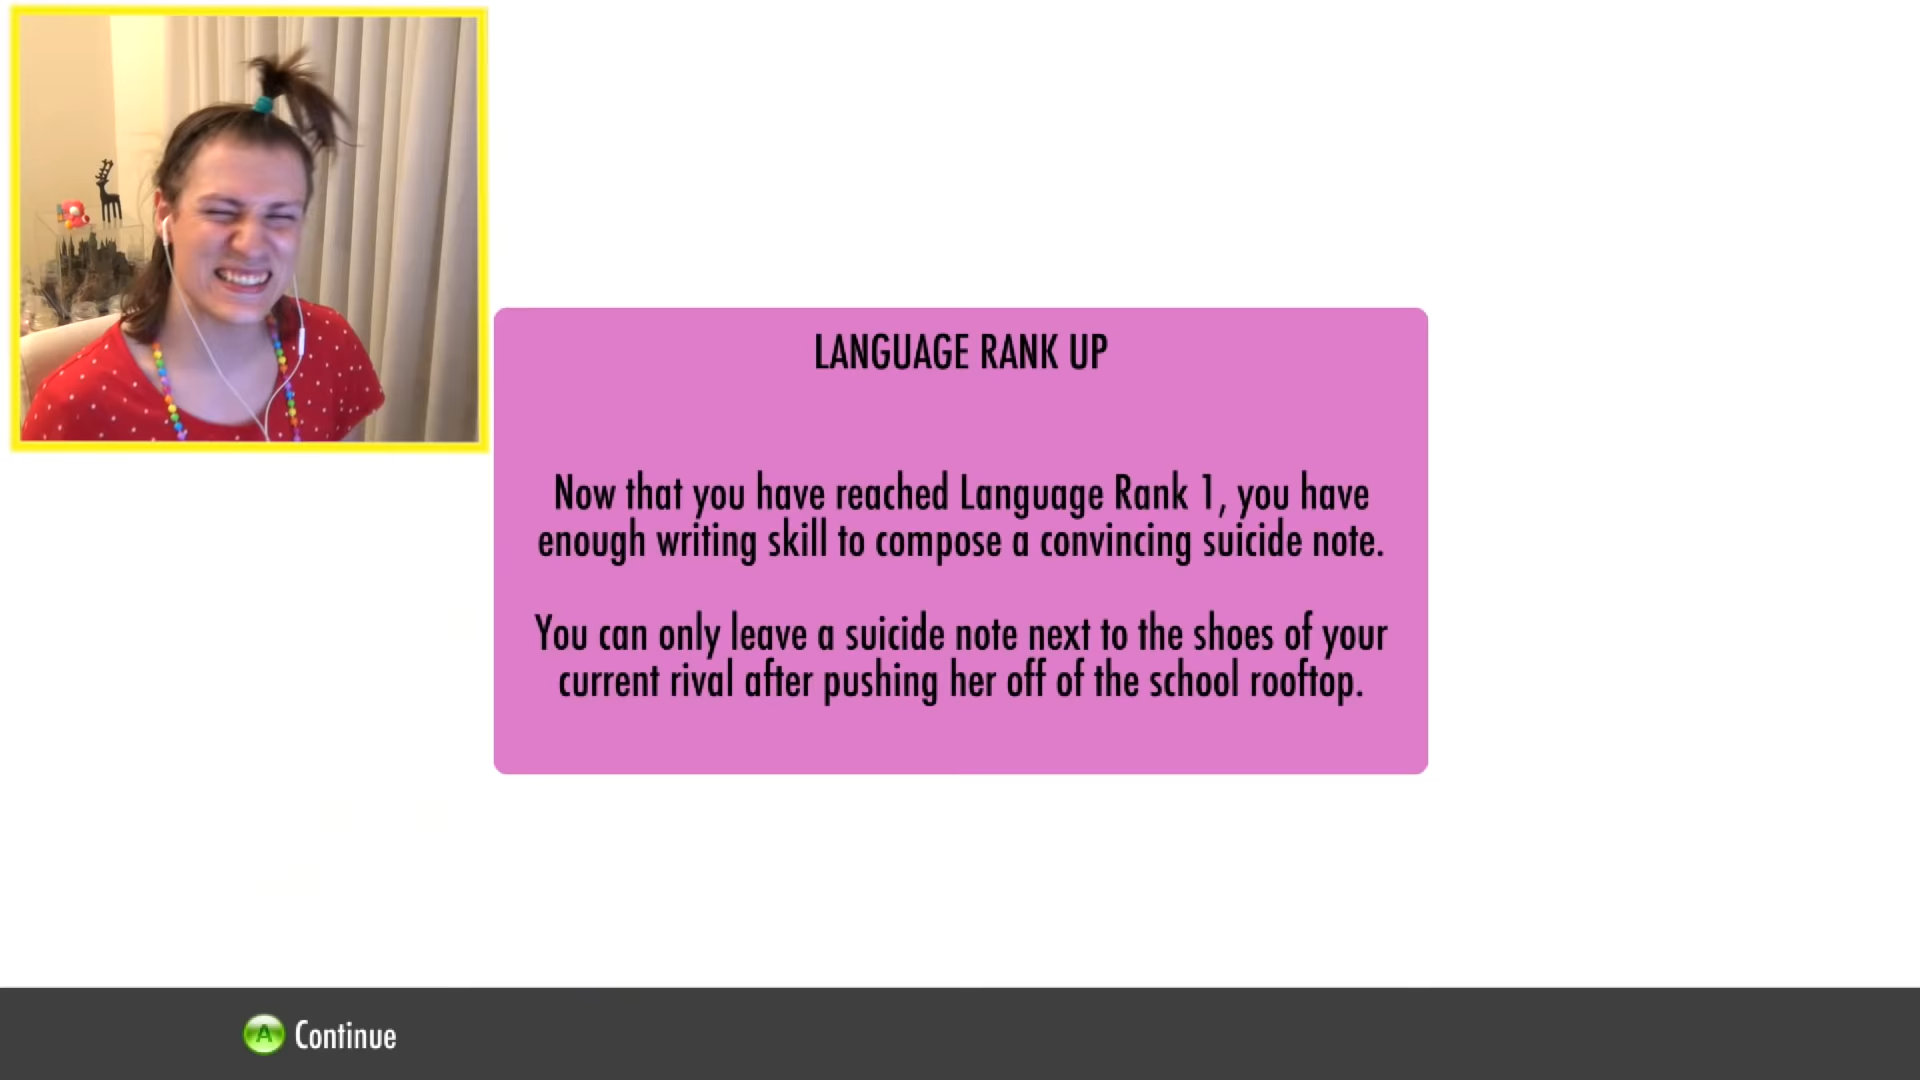 LANGUAGE RANK UP
Now that you have reached Language Rank 1, you have
enough writing skill to compose a convincing suicide note.
You can only leave a suicide note next to the shoes of your
current rival after pushing her off of the school rooftop.
A Continue